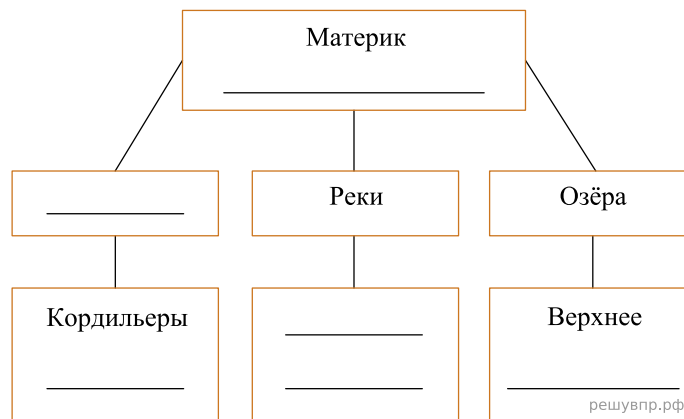 Материк
Реки
Озёра
Кордильеры
Верхнее
решувпр.рф